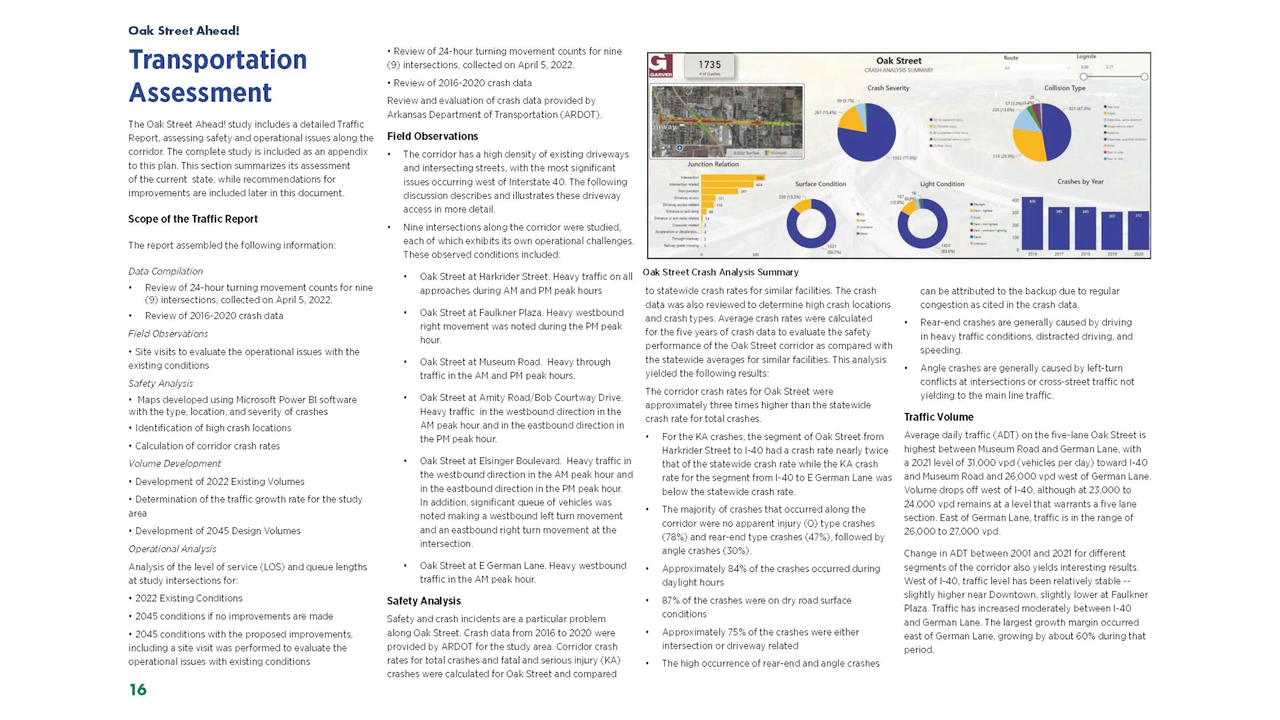 Oak Street Ahead!
Transportation
Assessment
The Oak Street Ahead! study includes a detailed Traffic
Report, assessing safety and operational issues along the
corridor. The complete study is included as an appendix
to this plan. This section summarizes its assessment
of the current state, while recommendations for
improvements are included later in this document.
Scope of the Traffic Report
The report assembled the following information:
Data Compilation
• Review of 24-hour turning movement counts for nine
(9) intersections, collected on April 5, 2022.
• Review of 2016-2020 crash data
Field Observations
• Site visits to evaluate the operational issues with the
existing conditions
Safety Analysis
• Maps developed using Microsoft Power BI software
with the type, location, and severity of crashes
• Identification of high crash locations
• Calculation of corridor crash rates
Volume Development
• Development of 2022 Existing Volumes
• Determination of the traffic growth rate for the study
area
• Development of 2045 Design Volumes
Operational Analysis
Analysis of the level of service (LOS) and queue lengths
at study intersections for:
• 2022 Existing Conditions
• 2045 conditions if no improvements are made
• 2045 conditions with the proposed improvements,
including a site visit was performed to evaluate the
operational issues with existing conditions
16
• Review of 24-hour turning movement counts for nine
(9) intersections, collected on April 5, 2022.
• Review of 2016-2020 crash data
Review and evaluation of crash data provided by
Arkansas Department of Transportation (ARDOT).
Field Observations
• The corridor has a high density of existing driveways
and intersecting streets, with the most significant
issues occurring west of Interstate 40. The following
discussion describes and illustrates these driveway
access in more detail.
• Nine intersections along the corridor were studied,
each of which exhibits its own operational challenges.
These observed conditions included:
• Oak Street at Harkrider Street. Heavy traffic on all
approaches during AM and PM peak hours
• Oak Street at Faulkner Plaza. Heavy westbound
right movement was noted during the PM peak
hour.
• Oak Street at Museum Road. Heavy through
traffic in the AM and PM peak hours.
• Oak Street at Amity Road/Bob Courtway Drive.
Heavy traffic in the westbound direction in the
AM peak hour and in the eastbound direction in
the PM peak hour.
• Oak Street at Elsinger Boulevard. Heavy traffic in
the westbound direction in the AM peak hour and
in the eastbound direction in the PM peak hour.
In addition, significant queue of vehicles was
noted making a westbound left turn movement
and an eastbound right turn movement at the
intersection.
• Oak Street at E German Lane. Heavy westbound
traffic in the AM peak hour.
Safety Analysis
Safety and crash incidents are a particular problem
along Oak Street. Crash data from 2016 to 2020 were
provided by ARDOT for the study area. Corridor crash
rates for total crashes and fatal and serious injury (KA)
crashes were calculated for Oak Street and compared
GARVER
1735
# of Crashes
Oak Street
CRASH ANALYSIS SUMMARY
Route
Logmile
Crash Severity
Collision Type
Junction Relation
Intersection
Intersection related
Surface Condition
Light Condition
Crashes by Year
400
300
200
100
0
2016 2017 2018 2019 2020
Oak Street Crash Analysis Summary
to statewide crash rates for similar facilities. The crash
data was also reviewed to determine high crash locations
and crash types. Average crash rates were calculated
for the five years of crash data to evaluate the safety
performance of the Oak Street corridor as compared with
the statewide averages for similar facilities. This analysis
yielded the following results:
The corridor crash rates for Oak Street were
approximately three times higher than the statewide
crash rate for total crashes.
• For the KA crashes, the segment of Oak Street from
Harkrider Street to I-40 had a crash rate nearly twice
that of the statewide crash rate while the KA crash
rate for the segment from I-40 to E German Lane was
below the statewide crash rate.
• The majority of crashes that occurred along the
corridor were no apparent injury (O) type crashes
(78%) and rear-end type crashes (47%), followed by
angle crashes (30%).
• Approximately 84% of the crashes occurred during
daylight hours
• 87% of the crashes were on dry road surface
conditions
• Approximately 75% of the crashes were either
intersection or driveway related
• The high occurrence of rear-end and angle crashes
can be attributed to the backup due to regular
congestion as cited in the crash data.
• Rear-end crashes are generally caused by driving
in heavy traffic conditions, distracted driving, and
speeding.
• Angle crashes are generally caused by left-turn
conflicts at intersections or cross-street traffic not
yielding to the main line traffic.
Traffic Volume
Average daily traffic (ADT) on the five-lane Oak Street is
highest between Museum Road and German Lane, with
a 2021 level of 31,000 vpd (vehicles per day) toward I-40
and Museum Road and 26,000 vpd west of German Lane.
Volume drops off west of I-40, although at 23,000 to
24,000 vpd remains at a level that warrants a five lane
section. East of German Lane, traffic is in the range of
26,000 to 27,000 vpd.
Change in ADT between 2001 and 2021 for different
segments of the corridor also yields interesting results.
West of I-40, traffic level has been relatively stable --
slightly higher near Downtown, slightly lower at Faulkner
Plaza. Traffic has increased moderately between I-40
and German Lane. The largest growth margin occurred
east of German Lane, growing by about 60% during that
period.